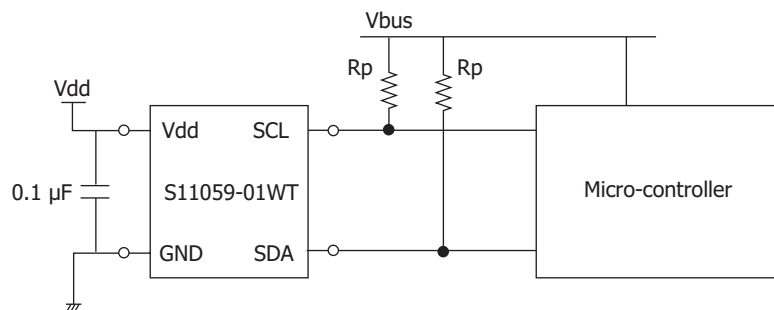 Vbus
Rp Rp
Vdd
Vdd SCL
0.1 µF S11059-01WT Micro-controller
GND SDA